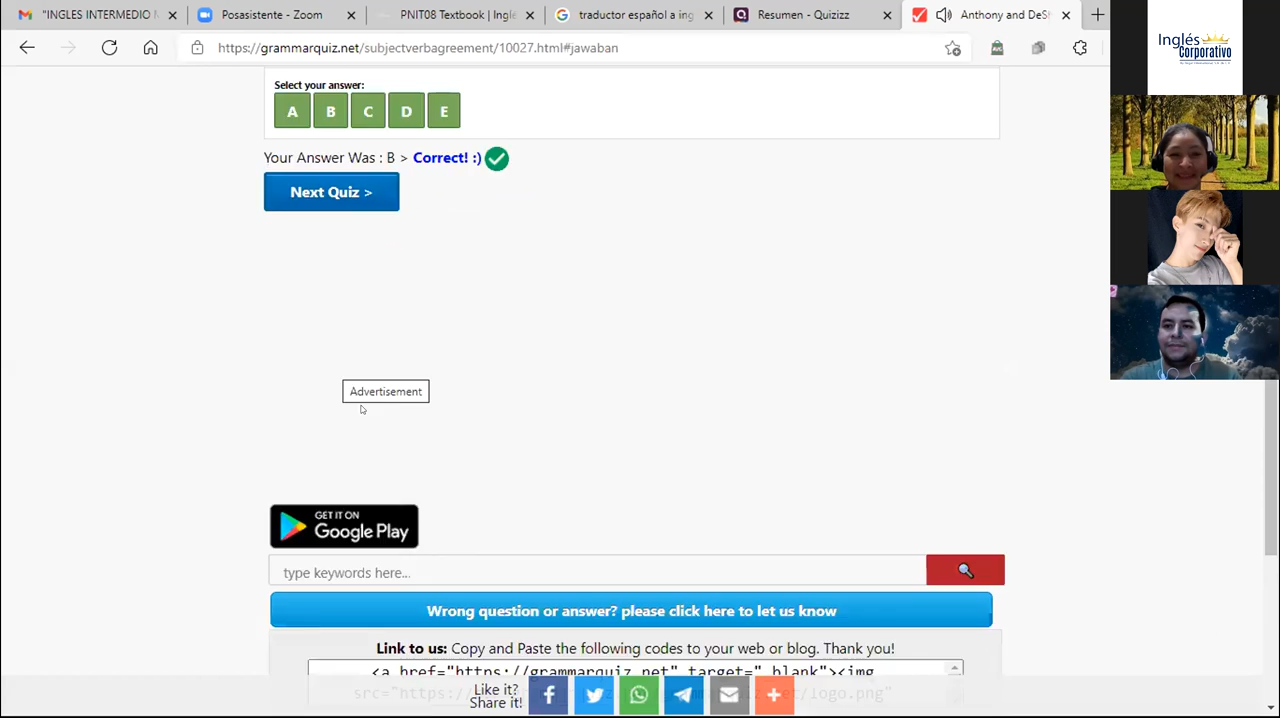 "INGLES INTERMEDIO M
Posasistente - Zoom
PNIT08 Textbook | Inglé
traductor español a ing
Resumen - Quizizz
Anthony and DeSh
https://grammarquiz.net/subjectverbagreement/10027.html#jawaban
Inglés
Corporativo
Select your answer:
A B C D E
Your Answer Was : B > Correct! :)
Next Quiz >
Advertisement
GET IT ON
Google Play
type keywords here...
Wrong question or answer? please click here to let us know
Link to us: Copy and Paste the following codes to your web or blog. Thank you!
<a href="https://grammarquiz.net" target="_blank"><img
Like it?
Share it!